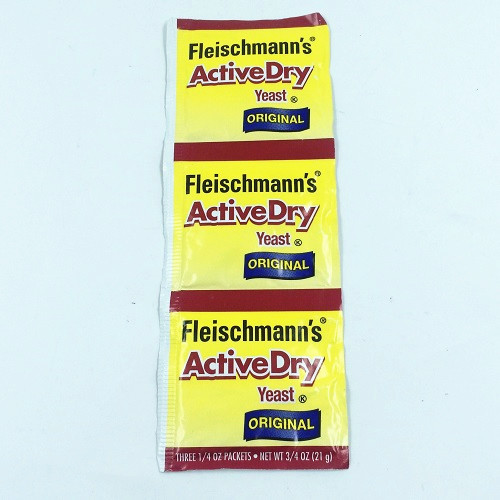 Fleischmann's®
ActiveDry
Yeast ®
ORIGINAL
Fleischmann's®
ActiveDry
Yeast ®
ORIGINAL
Fleischmann's®
ActiveDry
Yeast ®
ORIGINAL
THREE 1/4 OZ PACKETS • NET WT 3/4 OZ (21 g)